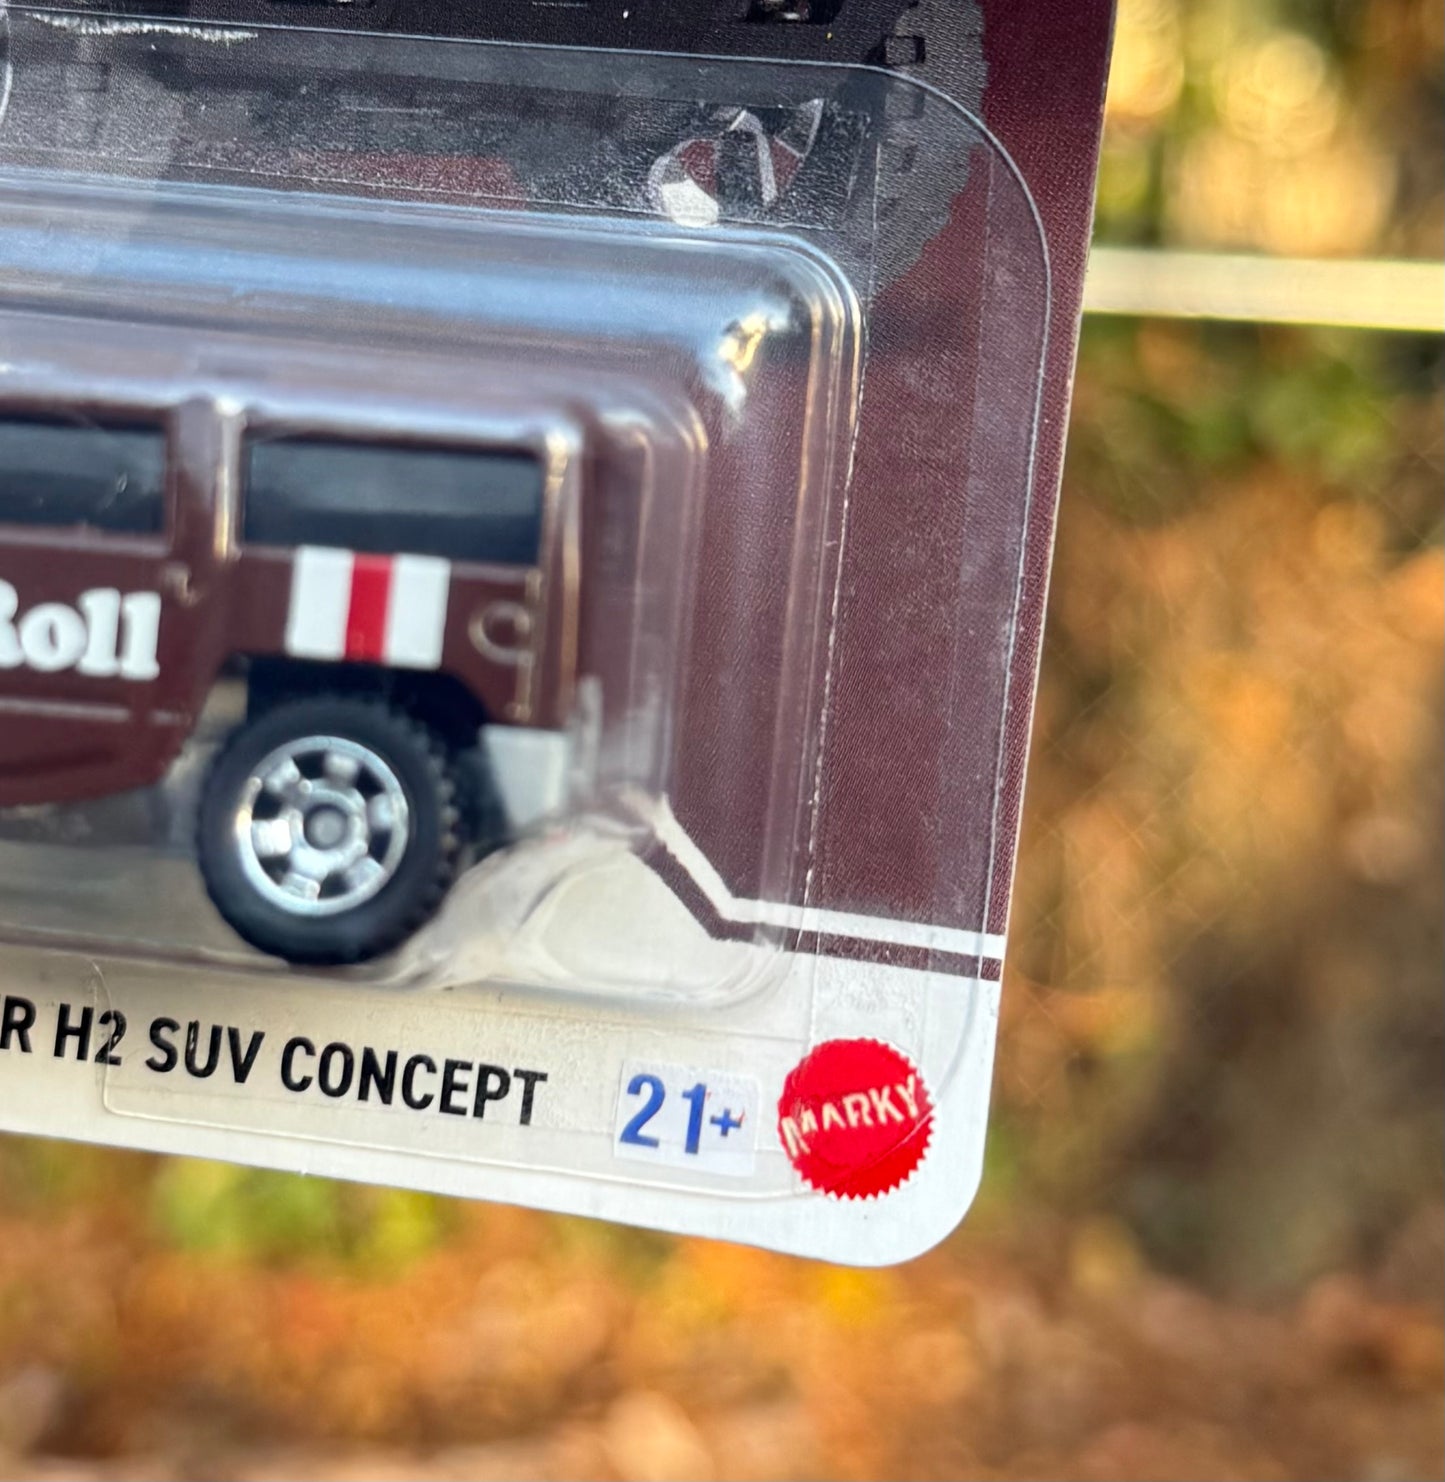 Roll
R H2 SUV CONCEPT
21+
MARKY